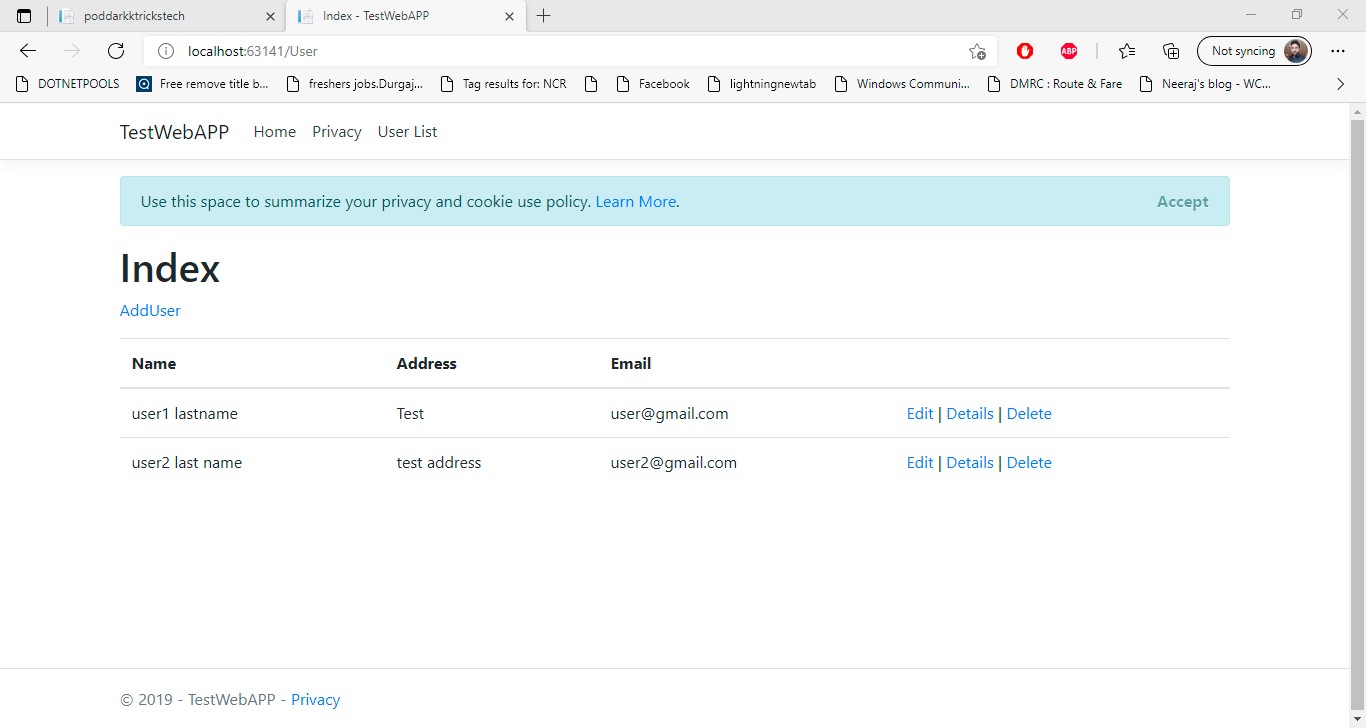 poddarkktrickstech
Index - TestWebAPP
localhost:63141/User
ABP
Not syncing
DOTNETPOOLS
Free remove title b...
freshers jobs.Durgaj...
Tag results for: NCR
Facebook
lightningnewtab
Windows Communi...
DMRC : Route & Fare
Neeraj's blog - WC...
TestWebAPP Home Privacy User List
Use this space to summarize your privacy and cookie use policy. Learn More. Accept
Index
AddUser
Name Address Email
user1 lastname Test user@gmail.com Edit | Details | Delete
user2 last name test address user2@gmail.com Edit | Details | Delete
© 2019 - TestWebAPP - Privacy